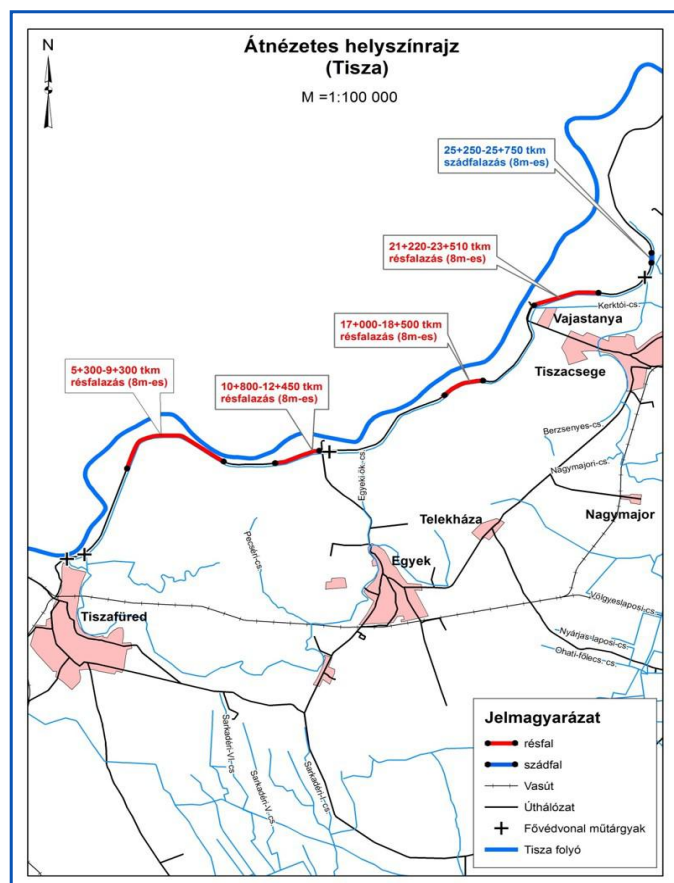 Átnézetes helyszínrajz
(Tisza)
M =1:100 000
N
25+250-25+750 tkm
szádfalazás (8m-es)
21+220-23+510 tkm
résfalazás (8m-es)
Kerktói-cs.
Vajastanya
17+000-18+500 tkm
résfalazás (8m-es)
Tiszacsege
5+300-9+300 tkm
résfalazás (8m-es)
10+800-12+450 tkm
résfalazás (8m-es)
Berzsenyes-cs.
Egyeki-ök.-cs.
Nagymajori-cs.
Nagymajor
Telekháza
Pecséri-cs.
Egyek
Tiszafüred
Völgyeslaposi-cs.
Nyárjas-laposi-cs.
Ohati-főlecs.-cs.
Sarkadéri-VI-cs.
Sarkadéri-V.-cs.
Sarkadéri-I.-cs.
Jelmagyarázat
résfal
szádfal
Vasút
Úthálózat
Fővédvonal műtárgyak
Tisza folyó